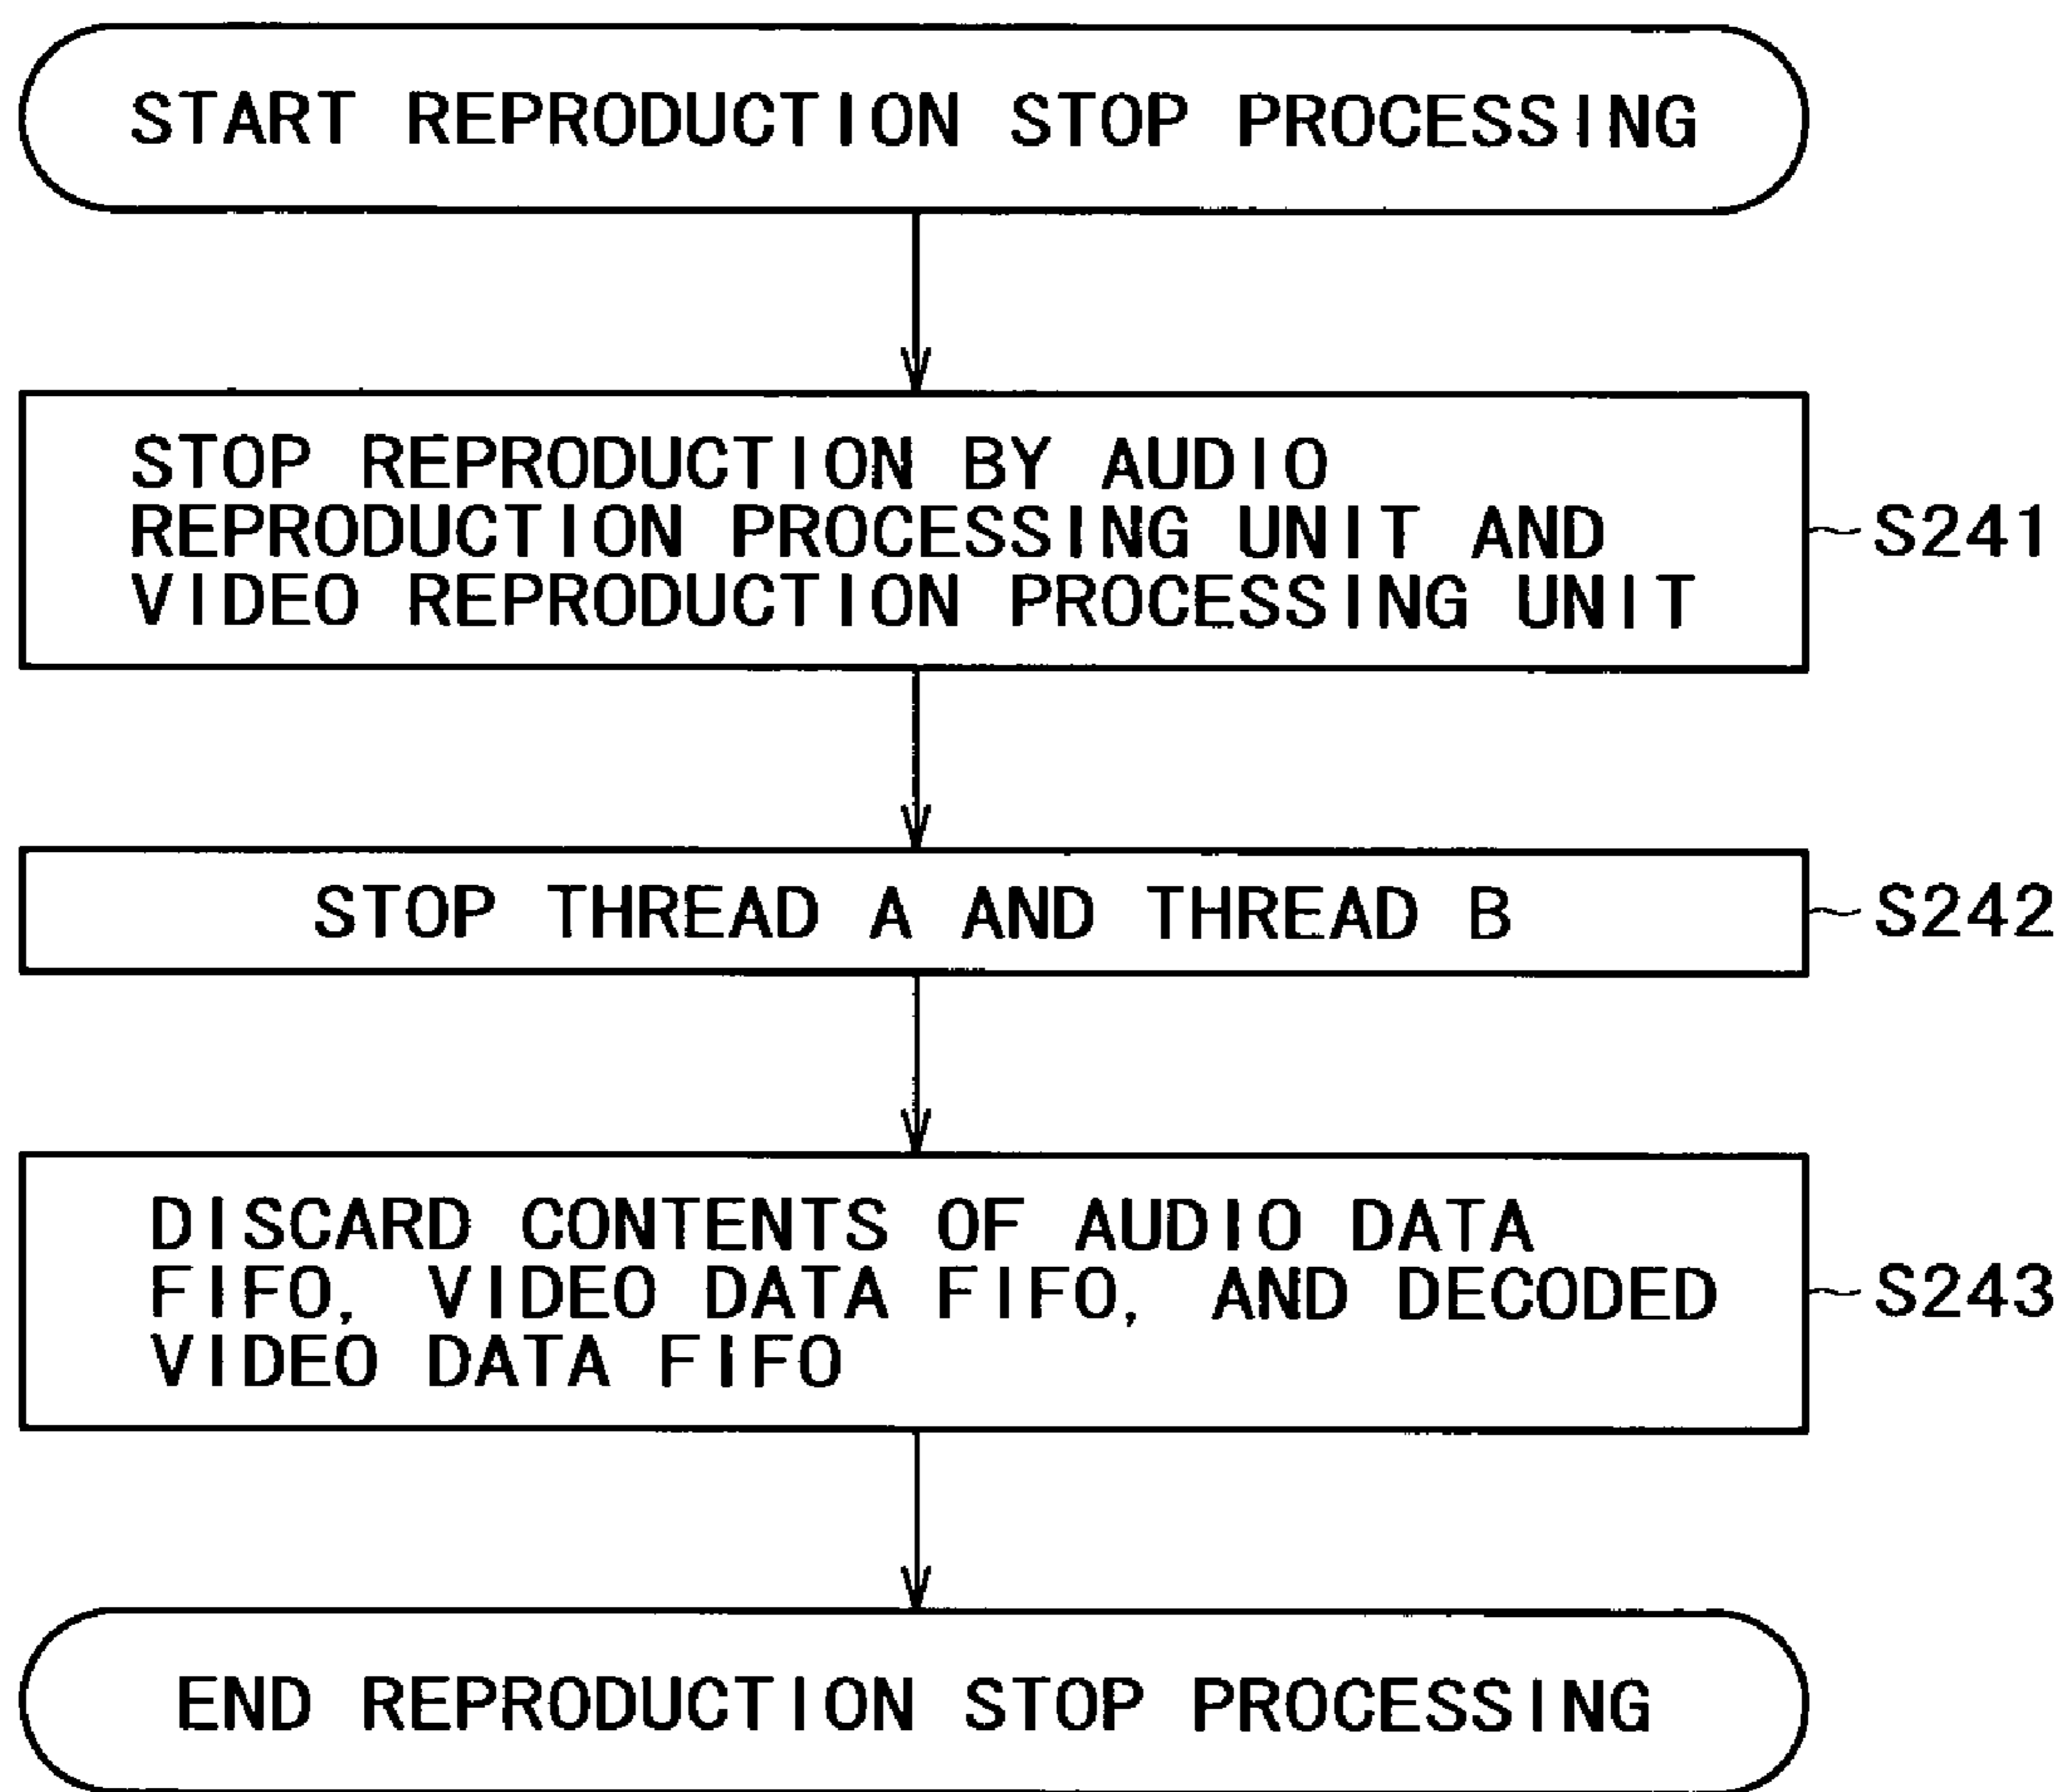 START REPRODUCTION STOP PROCESSING
STOP REPRODUCTION BY AUDIO
REPRODUCTION PROCESSING UNIT AND
VIDEO REPRODUCTION PROCESSING UNIT
S241
STOP THREAD A AND THREAD B
S242
DISCARD CONTENTS OF AUDIO DATA
FIFO, VIDEO DATA FIFO, AND DECODED
VIDEO DATA FIFO
S243
END REPRODUCTION STOP PROCESSING